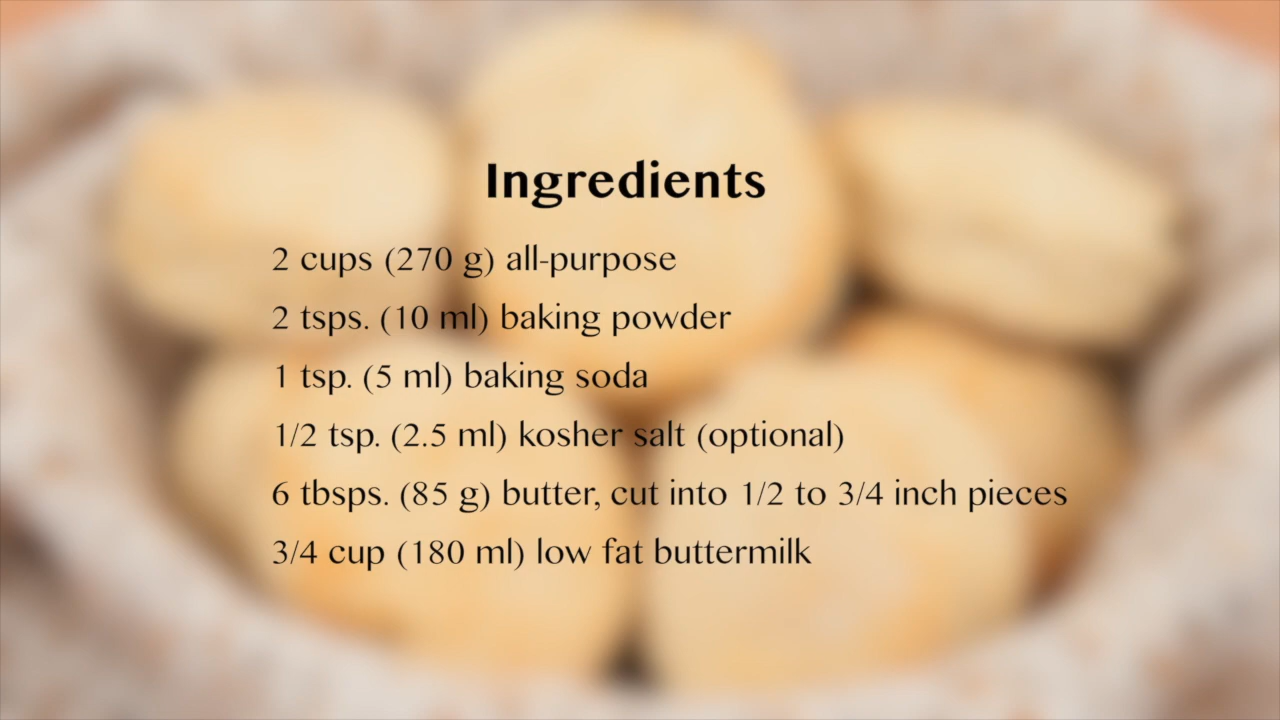 Ingredients
2 cups (270 g) all-purpose
2 tsps. (10 ml) baking powder
1 tsp. (5 ml) baking soda
1/2 tsp. (2.5 ml) kosher salt (optional)
6 tbsps. (85 g) butter, cut into 1/2 to 3/4 inch pieces
3/4 cup (180 ml) low fat buttermilk